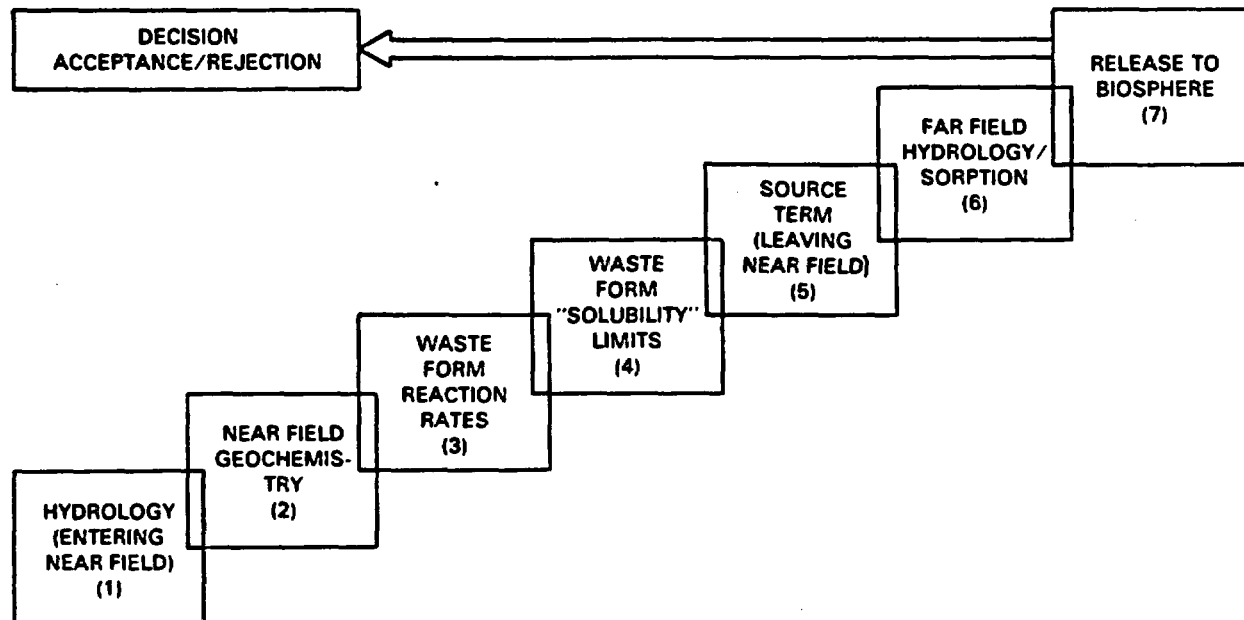 DECISION
ACCEPTANCE/REJECTION
RELEASE TO
BIOSPHERE
(7)
FAR FIELD
HYDROLOGY/
SORPTION
(6)
SOURCE
TERM
(LEAVING
NEAR FIELD)
(5)
WASTE
FORM
"SOLUBILITY"
LIMITS
(4)
WASTE
FORM
REACTION
RATES
(3)
NEAR FIELD
GEOCHEMIS-
TRY
(2)
HYDROLOGY
(ENTERING
NEAR FIELD)
(1)